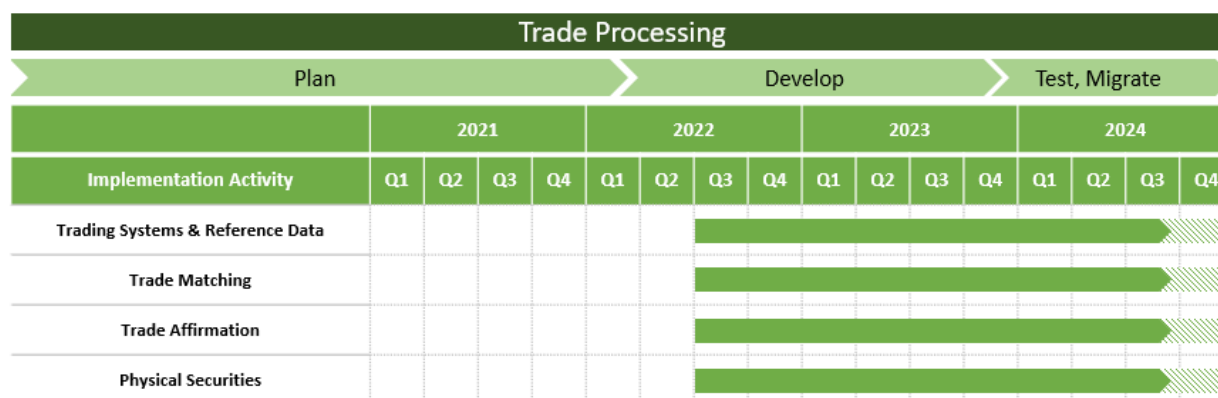 Trade Processing
Plan Develop Test, Migrate
2021 2022 2023 2024
Implementation Activity Q1 Q2 Q3 Q4 Q1 Q2 Q3 Q4 Q1 Q2 Q3 Q4 Q1 Q2 Q3 Q4
Trading Systems & Reference Data
Trade Matching
Trade Affirmation
Physical Securities